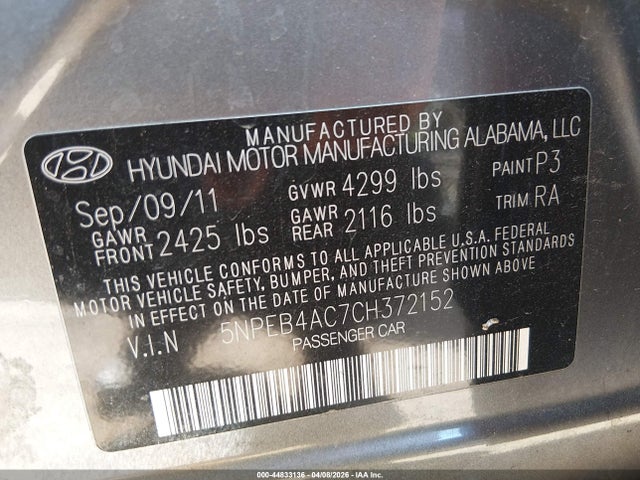 MANUFACTURED BY
HYUNDAI MOTOR MANUFACTURING ALABAMA, LLC
Sep/09/11
GVWR 4299 lbs
PAINT P3
GAWR FRONT 2425 lbs
GAWR REAR 2116 lbs
TRIM RA
THIS VEHICLE CONFORMS TO ALL APPLICABLE U.S.A. FEDERAL
MOTOR VEHICLE SAFETY, BUMPER, AND THEFT PREVENTION STANDARDS
IN EFFECT ON THE DATE OF MANUFACTURE SHOWN ABOVE
V.I.N 5NPEB4AC7CH372152
PASSENGER CAR
000-44833136 - 04/08/2026 - IAA Inc.